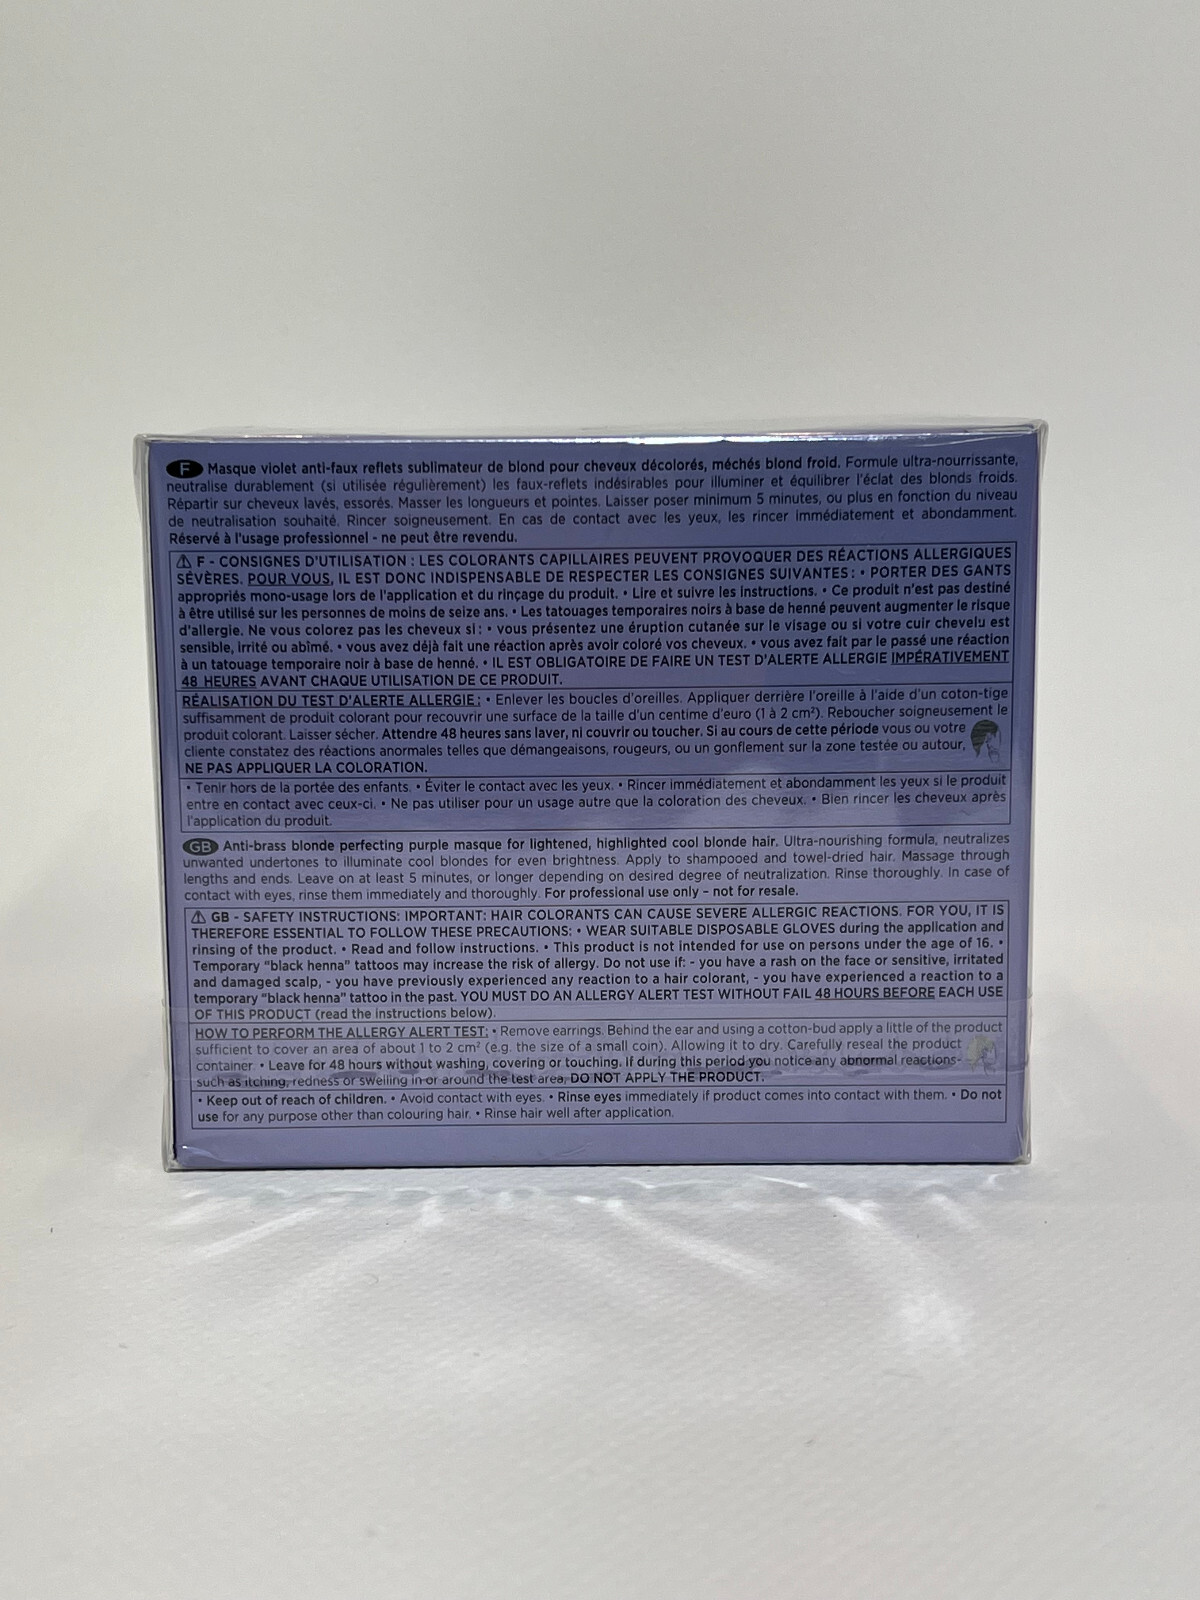 F Masque violet anti-faux reflets sublimateur de blond pour cheveux décolorés, méchés blond froid. Formule ultra-nourrissante,
neutralise durablement (si utilisée régulièrement) les faux-reflets indésirables pour illuminer et équilibrer l'éclat des blonds froids.
Répartir sur cheveux lavés, essorés. Masser les longueurs et pointes. Laisser poser minimum 5 minutes, ou plus en fonction du niveau
de neutralisation souhaité. Rincer soigneusement. En cas de contact avec les yeux, les rincer immédiatement et abondamment.
Réservé à l'usage professionnel - ne peut être revendu.
⚠ F - CONSIGNES D'UTILISATION : LES COLORANTS CAPILLAIRES PEUVENT PROVOQUER DES RÉACTIONS ALLERGIQUES
SÉVÈRES. POUR VOUS, IL EST DONC INDISPENSABLE DE RESPECTER LES CONSIGNES SUIVANTES : • PORTER DES GANTS
appropriés mono-usage lors de l'application et du rinçage du produit. • Lire et suivre les instructions. • Ce produit n'est pas destiné
à être utilisé sur les personnes de moins de seize ans. • Les tatouages temporaires noirs à base de henné peuvent augmenter le risque
d'allergie. Ne vous colorez pas les cheveux si : • vous présentez une éruption cutanée sur le visage ou si votre cuir chevelu est
sensible, irrité ou abîmé. • vous avez déjà fait une réaction après avoir coloré vos cheveux. • vous avez fait par le passé une réaction
à un tatouage temporaire noir à base de henné. • IL EST OBLIGATOIRE DE FAIRE UN TEST D'ALERTE ALLERGIE IMPÉRATIVEMENT
48 HEURES AVANT CHAQUE UTILISATION DE CE PRODUIT.
RÉALISATION DU TEST D'ALERTE ALLERGIE : • Enlever les boucles d'oreilles. Appliquer derrière l'oreille à l'aide d'un coton-tige
suffisamment de produit colorant pour recouvrir une surface de la taille d'un centime d'euro (1 à 2 cm²). Reboucher soigneusement le
produit colorant. Laisser sécher. Attendre 48 heures sans laver, ni couvrir ou toucher. Si au cours de cette période vous ou votre
cliente constatez des réactions anormales telles que démangeaisons, rougeurs, ou un gonflement sur la zone testée ou autour,
NE PAS APPLIQUER LA COLORATION.
• Tenir hors de la portée des enfants. • Éviter le contact avec les yeux. • Rincer immédiatement et abondamment les yeux si le produit
entre en contact avec ceux-ci. • Ne pas utiliser pour un usage autre que la coloration des cheveux. • Bien rincer les cheveux après
l'application du produit.
GB Anti-brass blonde perfecting purple masque for lightened, highlighted cool blonde hair. Ultra-nourishing formula, neutralizes
unwanted undertones to illuminate cool blondes for even brightness. Apply to shampooed and towel-dried hair. Massage through
lengths and ends. Leave on at least 5 minutes, or longer depending on desired degree of neutralization. Rinse thoroughly. In case of
contact with eyes, rinse them immediately and thoroughly. For professional use only – not for resale.
⚠ GB - SAFETY INSTRUCTIONS: IMPORTANT: HAIR COLORANTS CAN CAUSE SEVERE ALLERGIC REACTIONS. FOR YOU, IT IS
THEREFORE ESSENTIAL TO FOLLOW THESE PRECAUTIONS: • WEAR SUITABLE DISPOSABLE GLOVES during the application and
rinsing of the product. • Read and follow instructions. • This product is not intended for use on persons under the age of 16. •
Temporary "black henna" tattoos may increase the risk of allergy. Do not use if: - you have a rash on the face or sensitive, irritated
and damaged scalp, - you have previously experienced any reaction to a hair colorant, - you have experienced a reaction to a
temporary "black henna" tattoo in the past. YOU MUST DO AN ALLERGY ALERT TEST WITHOUT FAIL 48 HOURS BEFORE EACH USE
OF THIS PRODUCT (read the instructions below).
HOW TO PERFORM THE ALLERGY ALERT TEST: • Remove earrings. Behind the ear and using a cotton-bud apply a little of the product
sufficient to cover an area of about 1 to 2 cm² (e.g. the size of a small coin). Allowing it to dry. Carefully reseal the product
container. • Leave for 48 hours without washing, covering or touching. If during this period you notice any abnormal reactions
such as itching, redness or swelling in or around the test area, DO NOT APPLY THE PRODUCT.
• Keep out of reach of children. • Avoid contact with eyes. • Rinse eyes immediately if product comes into contact with them. • Do not
use for any purpose other than colouring hair. • Rinse hair well after application.